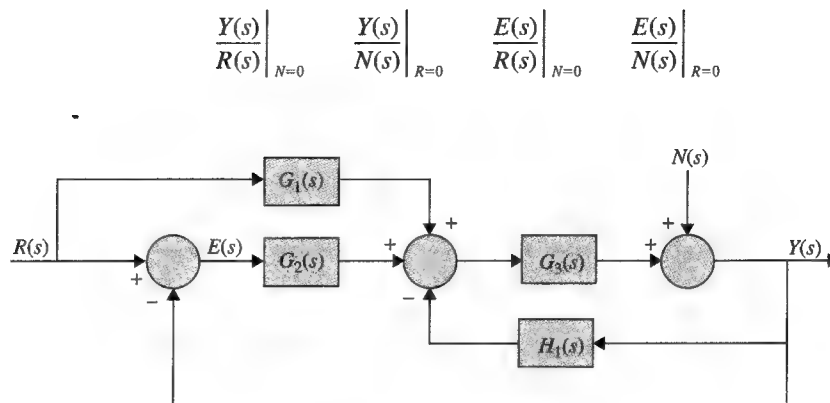 Y(s)/R(s)|N=0 Y(s)/N(s)|R=0 E(s)/R(s)|N=0 E(s)/N(s)|R=0
N(s)
G1(s)
+ +
R(s) E(s) G2(s) + G3(s) + Y(s)
+
− −
H1(s)